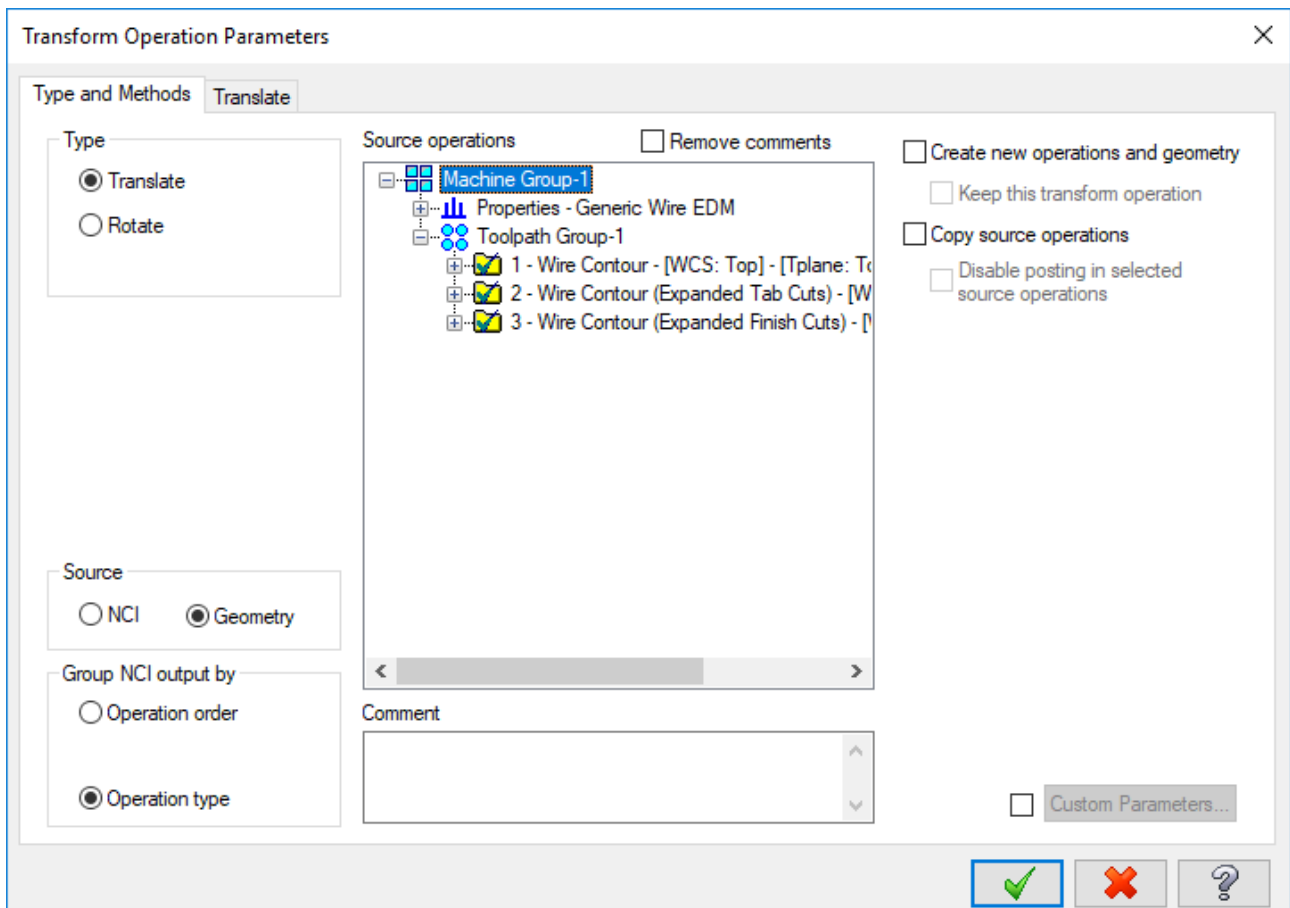 Transform Operation Parameters
Type and Methods
Translate
Type
Translate
Rotate
Source
NCI
Geometry
Group NCI output by
Operation order
Operation type
Source operations
Remove comments
Machine Group-1
Properties - Generic Wire EDM
Toolpath Group-1
1 - Wire Contour - [WCS: Top] - [Tplane: To
2 - Wire Contour (Expanded Tab Cuts) - [W
3 - Wire Contour (Expanded Finish Cuts) - [
Comment
Create new operations and geometry
Keep this transform operation
Copy source operations
Disable posting in selected
source operations
Custom Parameters...